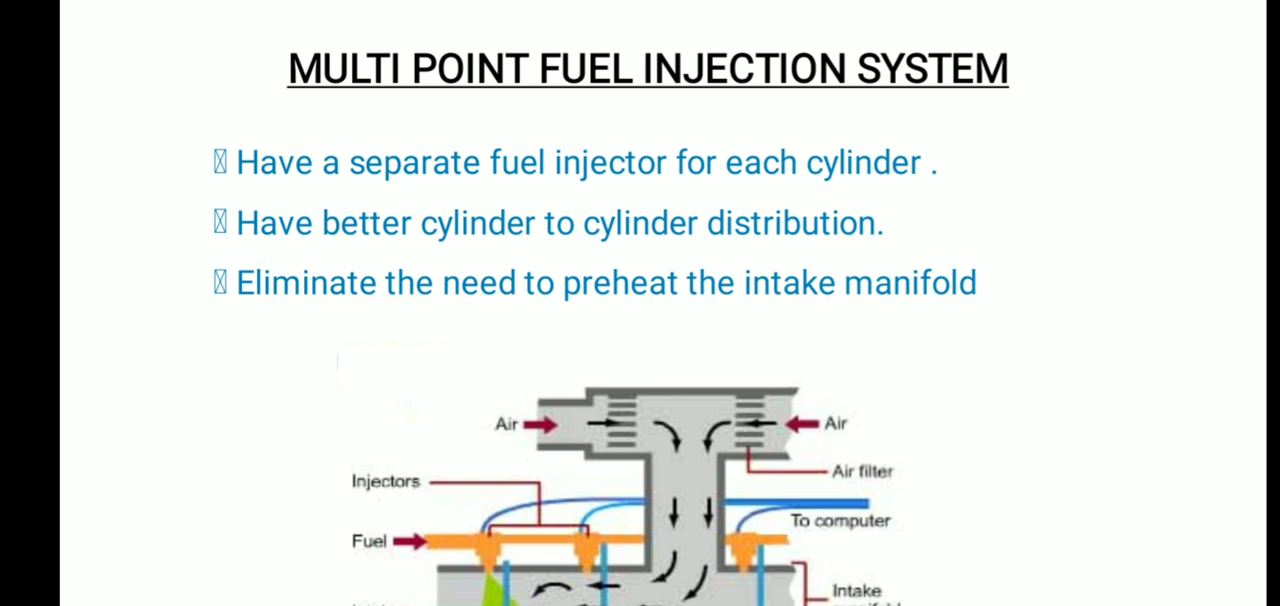 MULTI POINT FUEL INJECTION SYSTEM
Have a separate fuel injector for each cylinder .
Have better cylinder to cylinder distribution.
Eliminate the need to preheat the intake manifold
Air
Air
Air filter
Injectors
To computer
Fuel
Intake